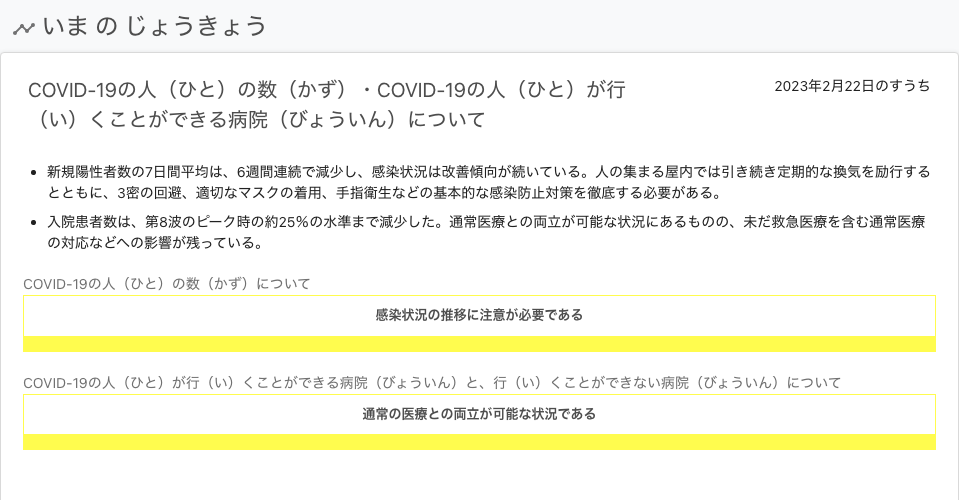 いま の じょうきょう
COVID-19の人（ひと）の数（かず）・COVID-19の人（ひと）が行
（い）くことができる病院（びょういん）について
2023年2月22日のすうち
• 新規陽性者数の7日間平均は、6週間連続で減少し、感染状況は改善傾向が続いている。人の集まる屋内では引き続き定期的な換気を励行する
とともに、3密の回避、適切なマスクの着用、手指衛生などの基本的な感染防止対策を徹底する必要がある。
• 入院患者数は、第8波のピーク時の約25％の水準まで減少した。通常医療との両立が可能な状況にあるものの、未だ救急医療を含む通常医療
の対応などへの影響が残っている。
COVID-19の人（ひと）の数（かず）について
感染状況の推移に注意が必要である
COVID-19の人（ひと）が行（い）くことができる病院（びょういん）と、行（い）くことができない病院（びょういん）について
通常の医療との両立が可能な状況である